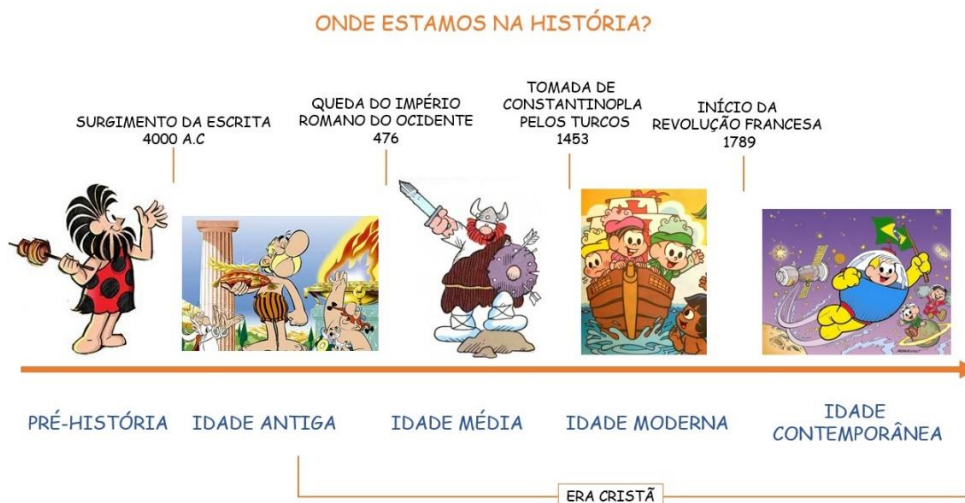 ONDE ESTAMOS NA HISTÓRIA?
SURGIMENTO DA ESCRITA
4000 A.C
QUEDA DO IMPÉRIO
ROMANO DO OCIDENTE
476
TOMADA DE
CONSTANTINOPLA
PELOS TURCOS
1453
INÍCIO DA
REVOLUÇÃO FRANCESA
1789
PRÉ-HISTÓRIA
IDADE ANTIGA
IDADE MÉDIA
IDADE MODERNA
IDADE
CONTEMPORÂNEA
ERA CRISTÃ